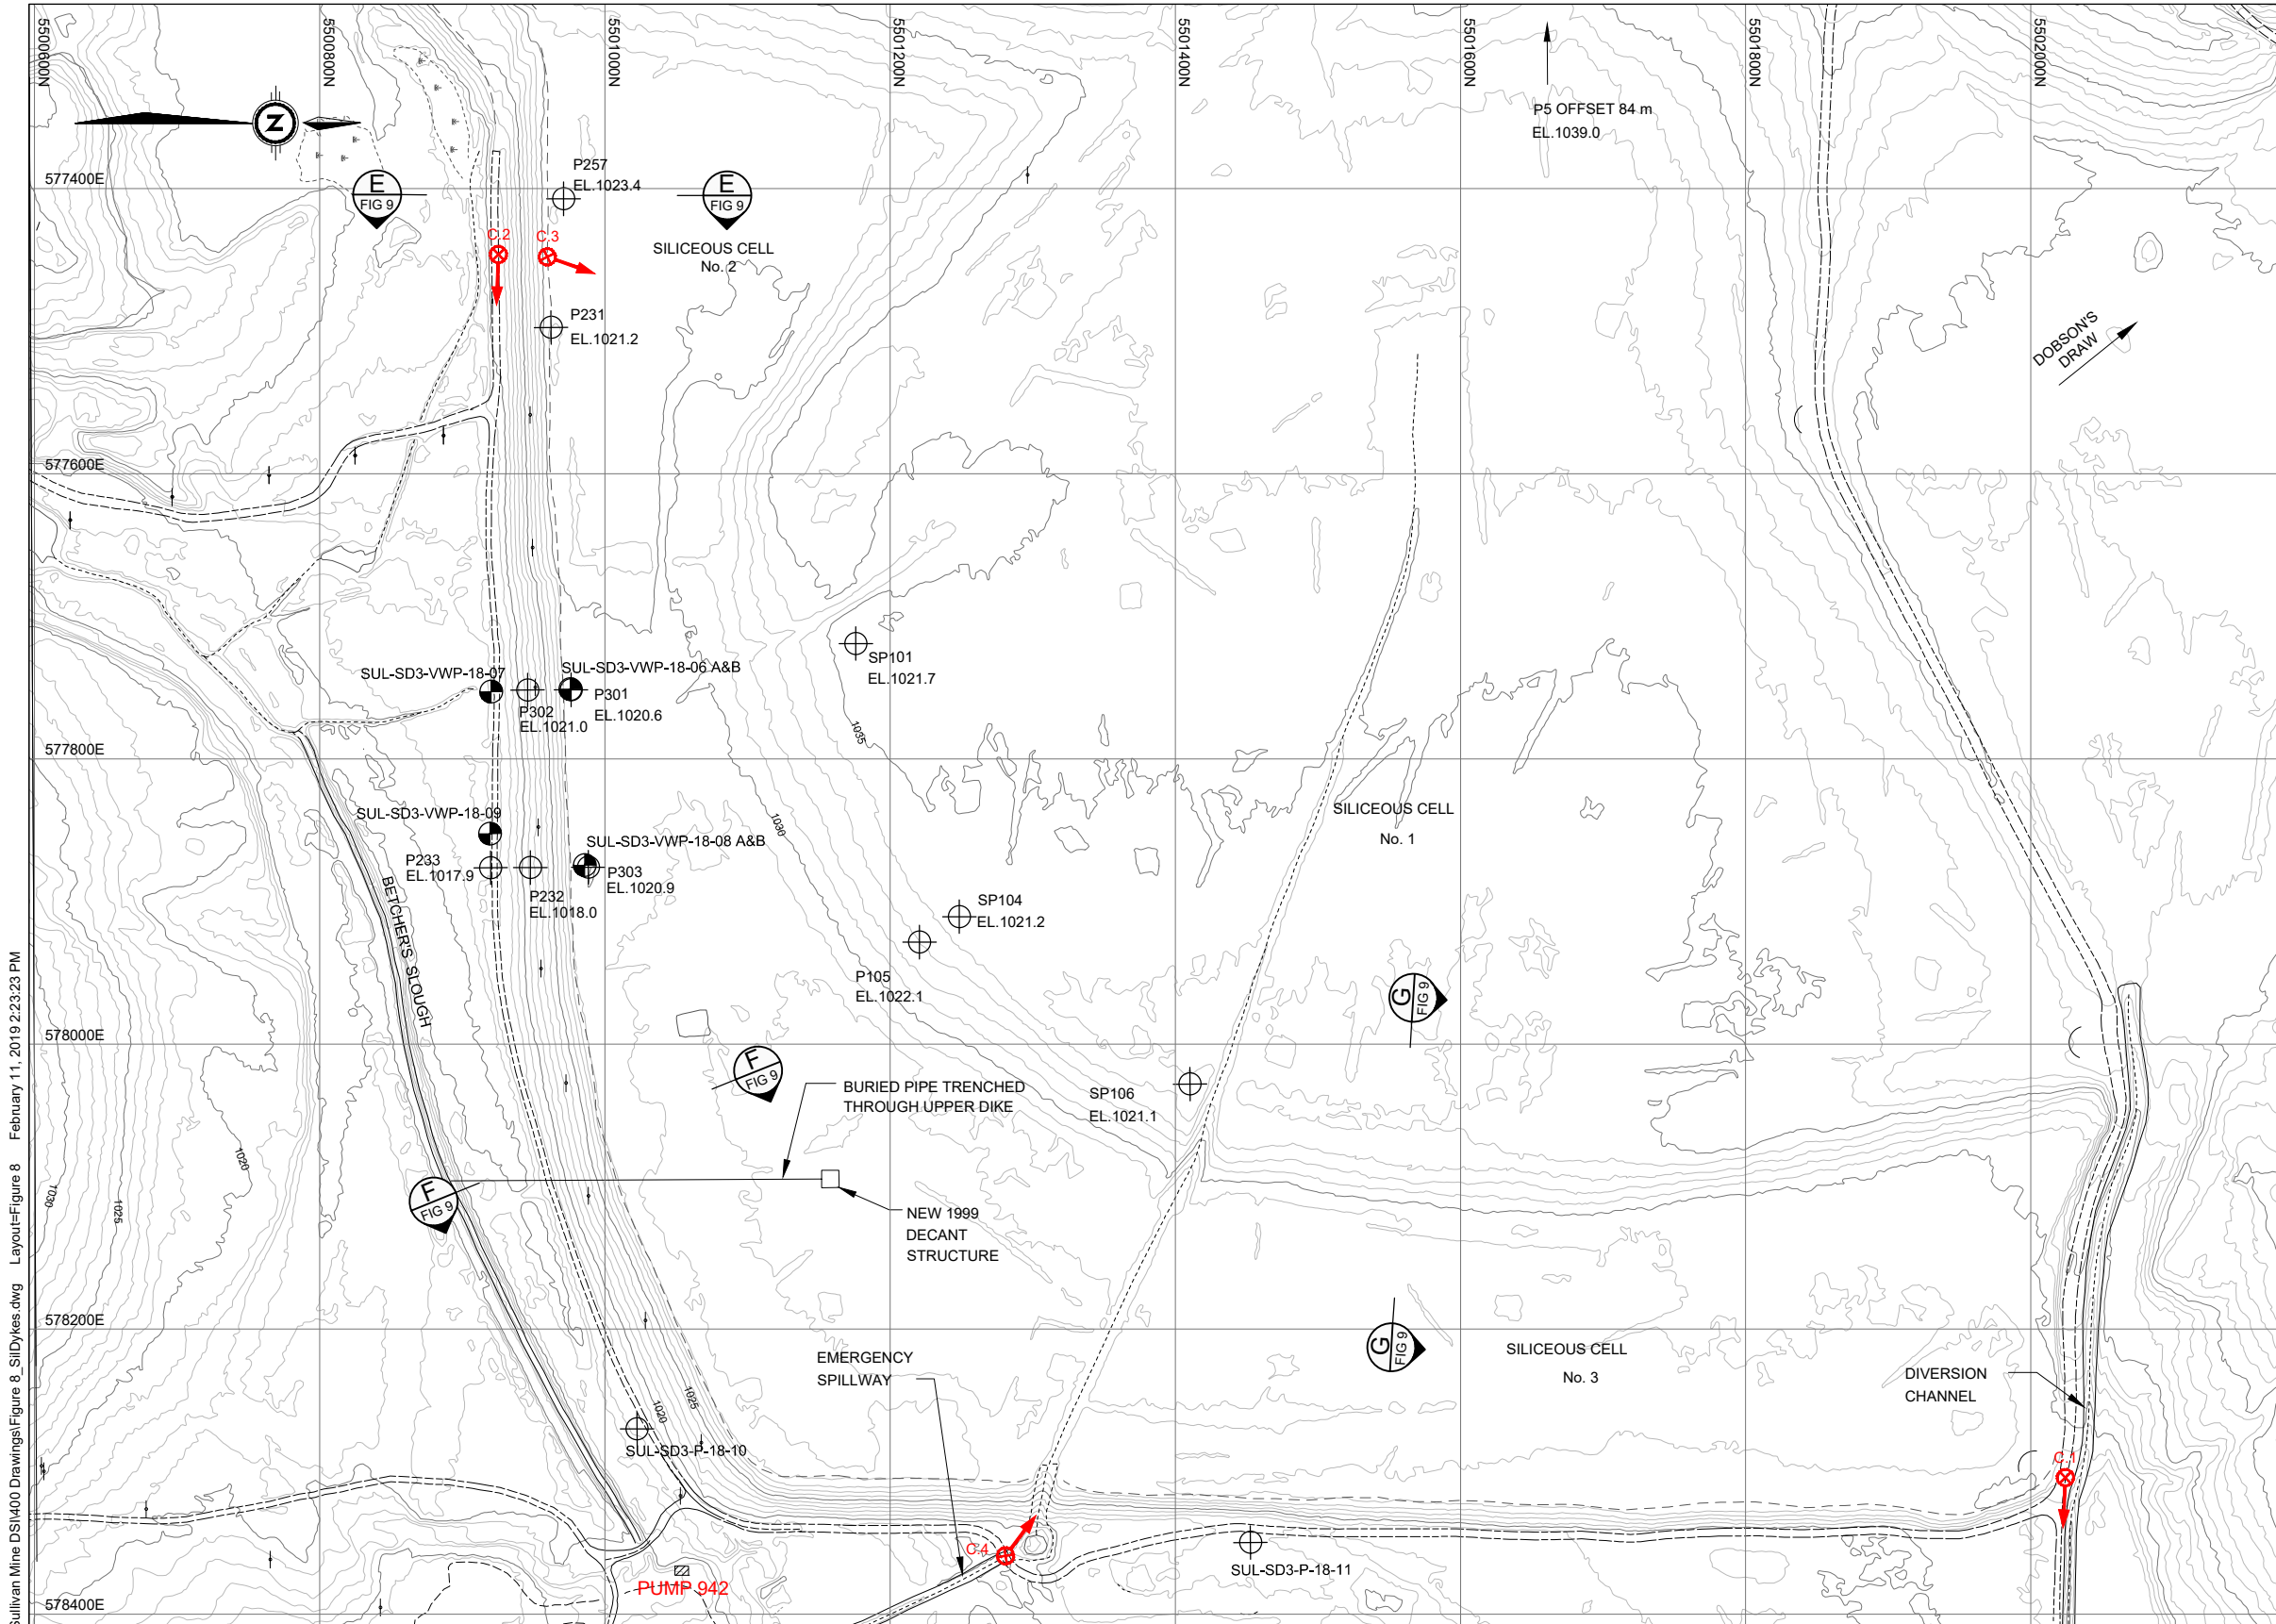 5500600N
5500800N
5501000N
5501200N
5501400N
5501600N
5501800N
5502000N
Z
P5 OFFSET 84 m
EL.1039.0
577400E
E
FIG 9
P257
EL.1023.4
E
FIG 9
C.2
C.3
SILICEOUS CELL
No. 2
P231
EL.1021.2
DOBSON'S
DRAW
577600E
SUL-SD3-VWP-18-07
SUL-SD3-VWP-18-06 A&B
P301
EL.1020.6
P302
EL.1021.0
SP101
EL.1021.7
1035
577800E
SUL-SD3-VWP-18-09
SUL-SD3-VWP-18-08 A&B
P233
EL.1017.9
P303
EL.1020.9
P232
EL.1018.0
1030
SILICEOUS CELL
No. 1
BETCHER'S SLOUGH
SP104
EL.1021.2
P105
EL.1022.1
G
FIG 9
578000E
F
FIG 9
BURIED PIPE TRENCHED
THROUGH UPPER DIKE
SP106
EL.1021.1
1020
1030
1025
F
FIG 9
NEW 1999
DECANT
STRUCTURE
578200E
G
FIG 9
SILICEOUS CELL
No. 3
EMERGENCY
SPILLWAY
DIVERSION
CHANNEL
1025
1020
SUL-SD3-P-18-10
C.1
C.4
SUL-SD3-P-18-11
PUMP 942
578400E
Sullivan Mine DSI\400 Drawings\Figure 8_SilDykes.dwg Layout=Figure 8 February 11, 2019 2:23:23 PM